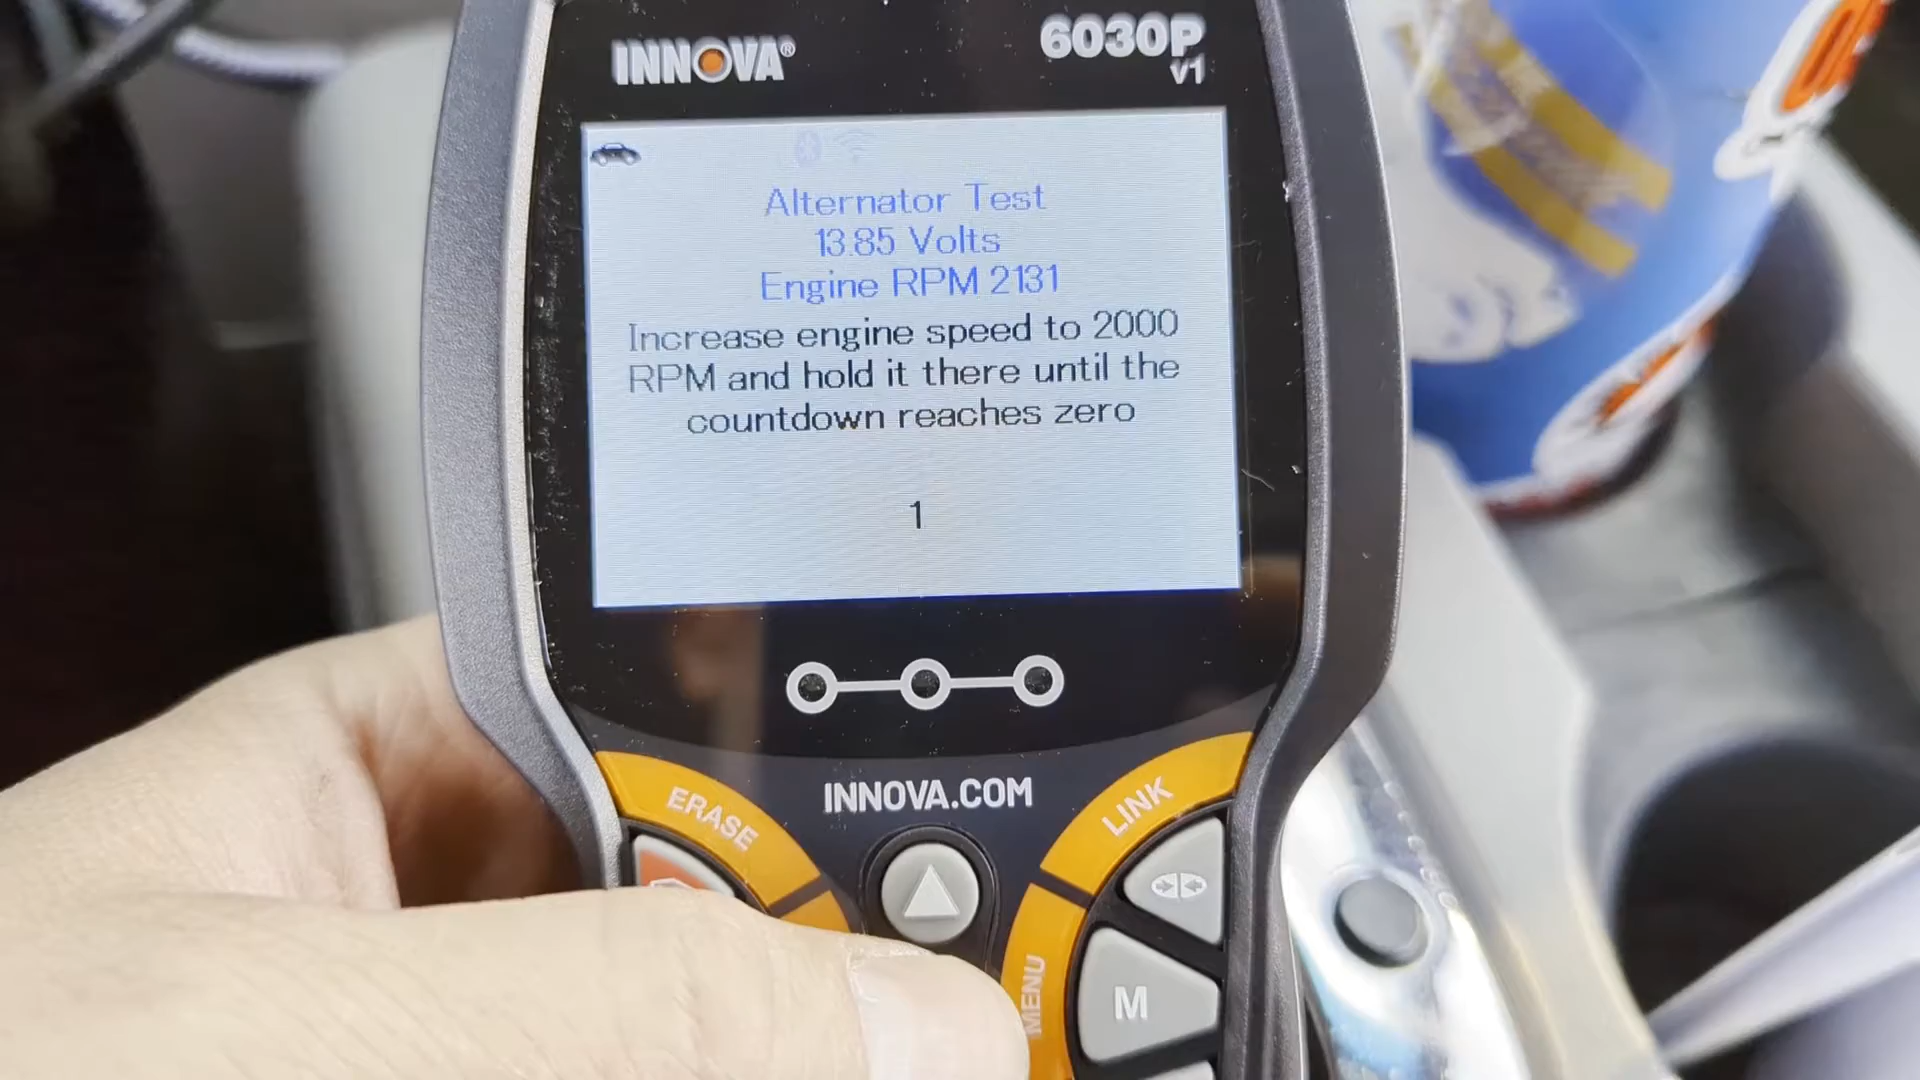 INNOVA®
6030P
v1
Alternator Test
13.85 Volts
Engine RPM 2131
Increase engine speed to 2000
RPM and hold it there until the
countdown reaches zero
1
INNOVA.COM
ERASE
LINK
MENU
M